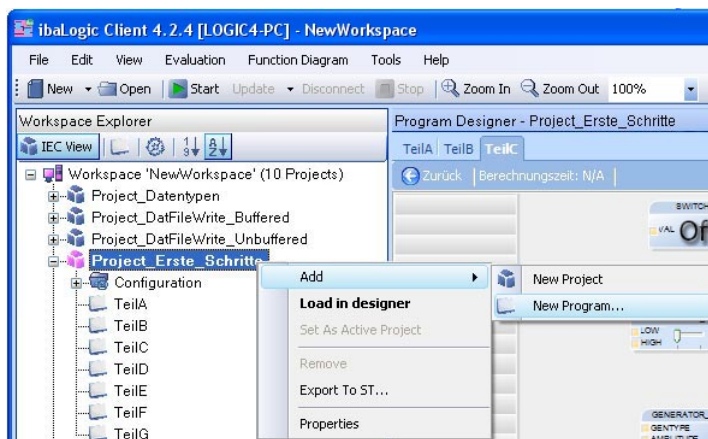 ibaLogic Client 4.2.4 [LOGIC4-PC] - NewWorkspace
File Edit View Evaluation Function Diagram Tools Help
New Open Start Update Disconnect Stop Zoom In Zoom Out 100%
Workspace Explorer
IEC View
Workspace 'NewWorkspace' (10 Projects)
Project_Datentypen
Project_DatFileWrite_Buffered
Project_DatFileWrite_Unbuffered
Project_Erste_Schritte
Configuration
TeilA
TeilB
TeilC
TeilD
TeilE
TeilF
TeilG
Add
Load in designer
Set As Active Project
Remove
Export To ST...
Properties
New Project
New Program...
Program Designer - Project_Erste_Schritte
TeilA TeilB TeilC
Zurück Berechnungszeit: N/A
SWITCH
VAL Of
LOW
HIGH
GENERATOR
GENTYPE
AMPLITUDE